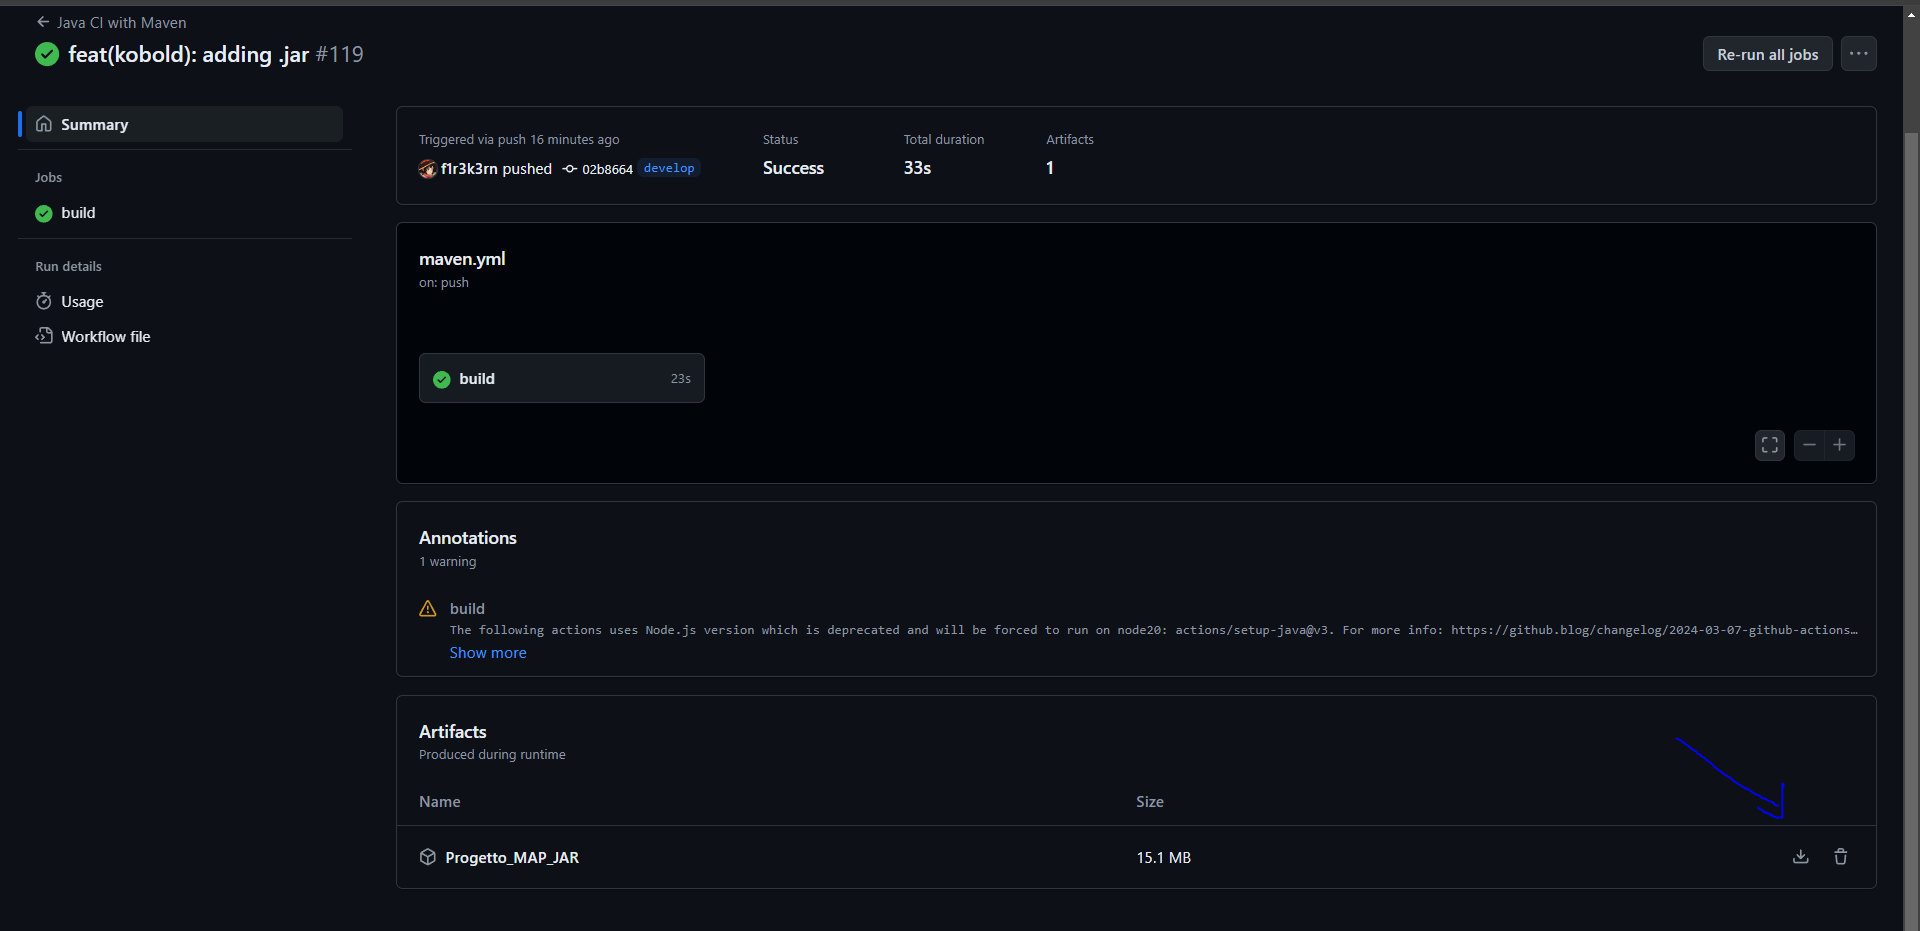 Java CI with Maven
feat(kobold): adding .jar #119
Re-run all jobs
Summary
Jobs
build
Run details
Usage
Workflow file
Triggered via push 16 minutes ago
f1r3k3rn pushed 02b8664 develop
Status
Success
Total duration
33s
Artifacts
1
maven.yml
on: push
build 23s
Annotations
1 warning
build
The following actions uses Node.js version which is deprecated and will be forced to run on node20: actions/setup-java@v3. For more info: https://github.blog/changelog/2024-03-07-github-actions…
Show more
Artifacts
Produced during runtime
Name Size
Progetto_MAP_JAR 15.1 MB